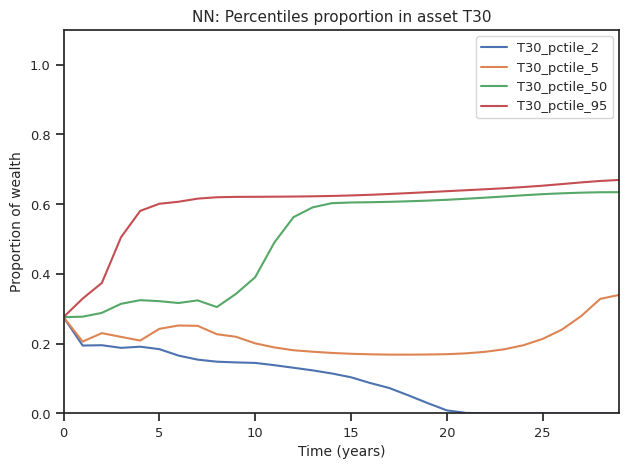 NN: Percentiles proportion in asset T30
T30_pctile_2
T30_pctile_5
T30_pctile_50
T30_pctile_95
Proportion of wealth
1.0
0.8
0.6
0.4
0.2
0.0
0 5 10 15 20 25
Time (years)